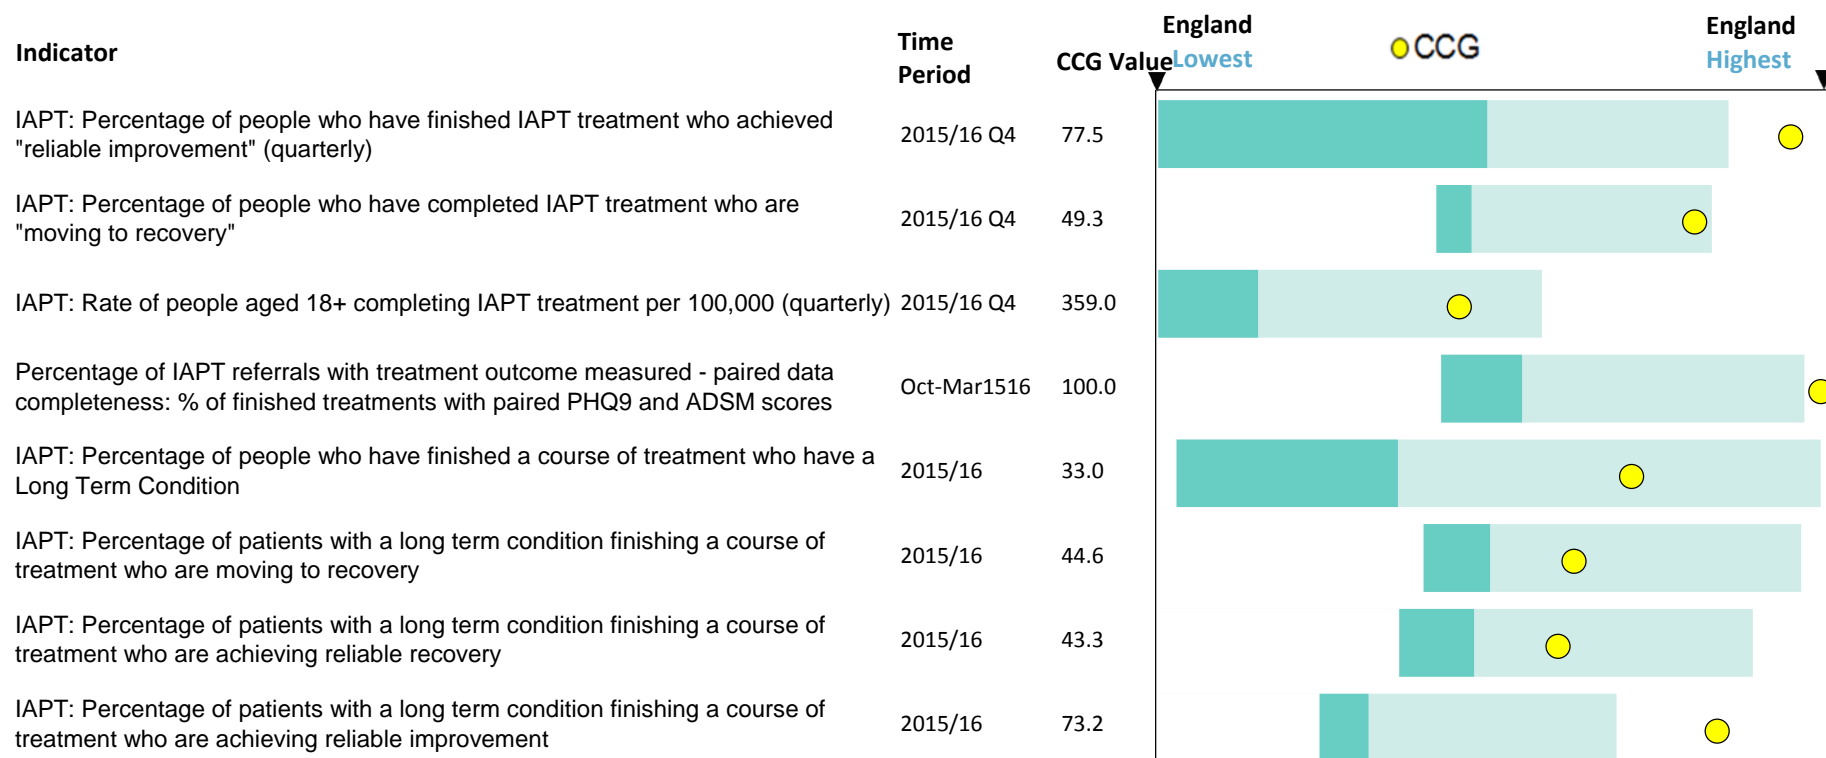 Indicator
Time
Period
CCG Value
England
Lowest
CCG
England
Highest
IAPT: Percentage of people who have finished IAPT treatment who achieved
"reliable improvement" (quarterly)
2015/16 Q4
77.5
IAPT: Percentage of people who have completed IAPT treatment who are
"moving to recovery"
2015/16 Q4
49.3
IAPT: Rate of people aged 18+ completing IAPT treatment per 100,000 (quarterly)
2015/16 Q4
359.0
Percentage of IAPT referrals with treatment outcome measured - paired data
completeness: % of finished treatments with paired PHQ9 and ADSM scores
Oct-Mar1516
100.0
IAPT: Percentage of people who have finished a course of treatment who have a
Long Term Condition
2015/16
33.0
IAPT: Percentage of patients with a long term condition finishing a course of
treatment who are moving to recovery
2015/16
44.6
IAPT: Percentage of patients with a long term condition finishing a course of
treatment who are achieving reliable recovery
2015/16
43.3
IAPT: Percentage of patients with a long term condition finishing a course of
treatment who are achieving reliable improvement
2015/16
73.2